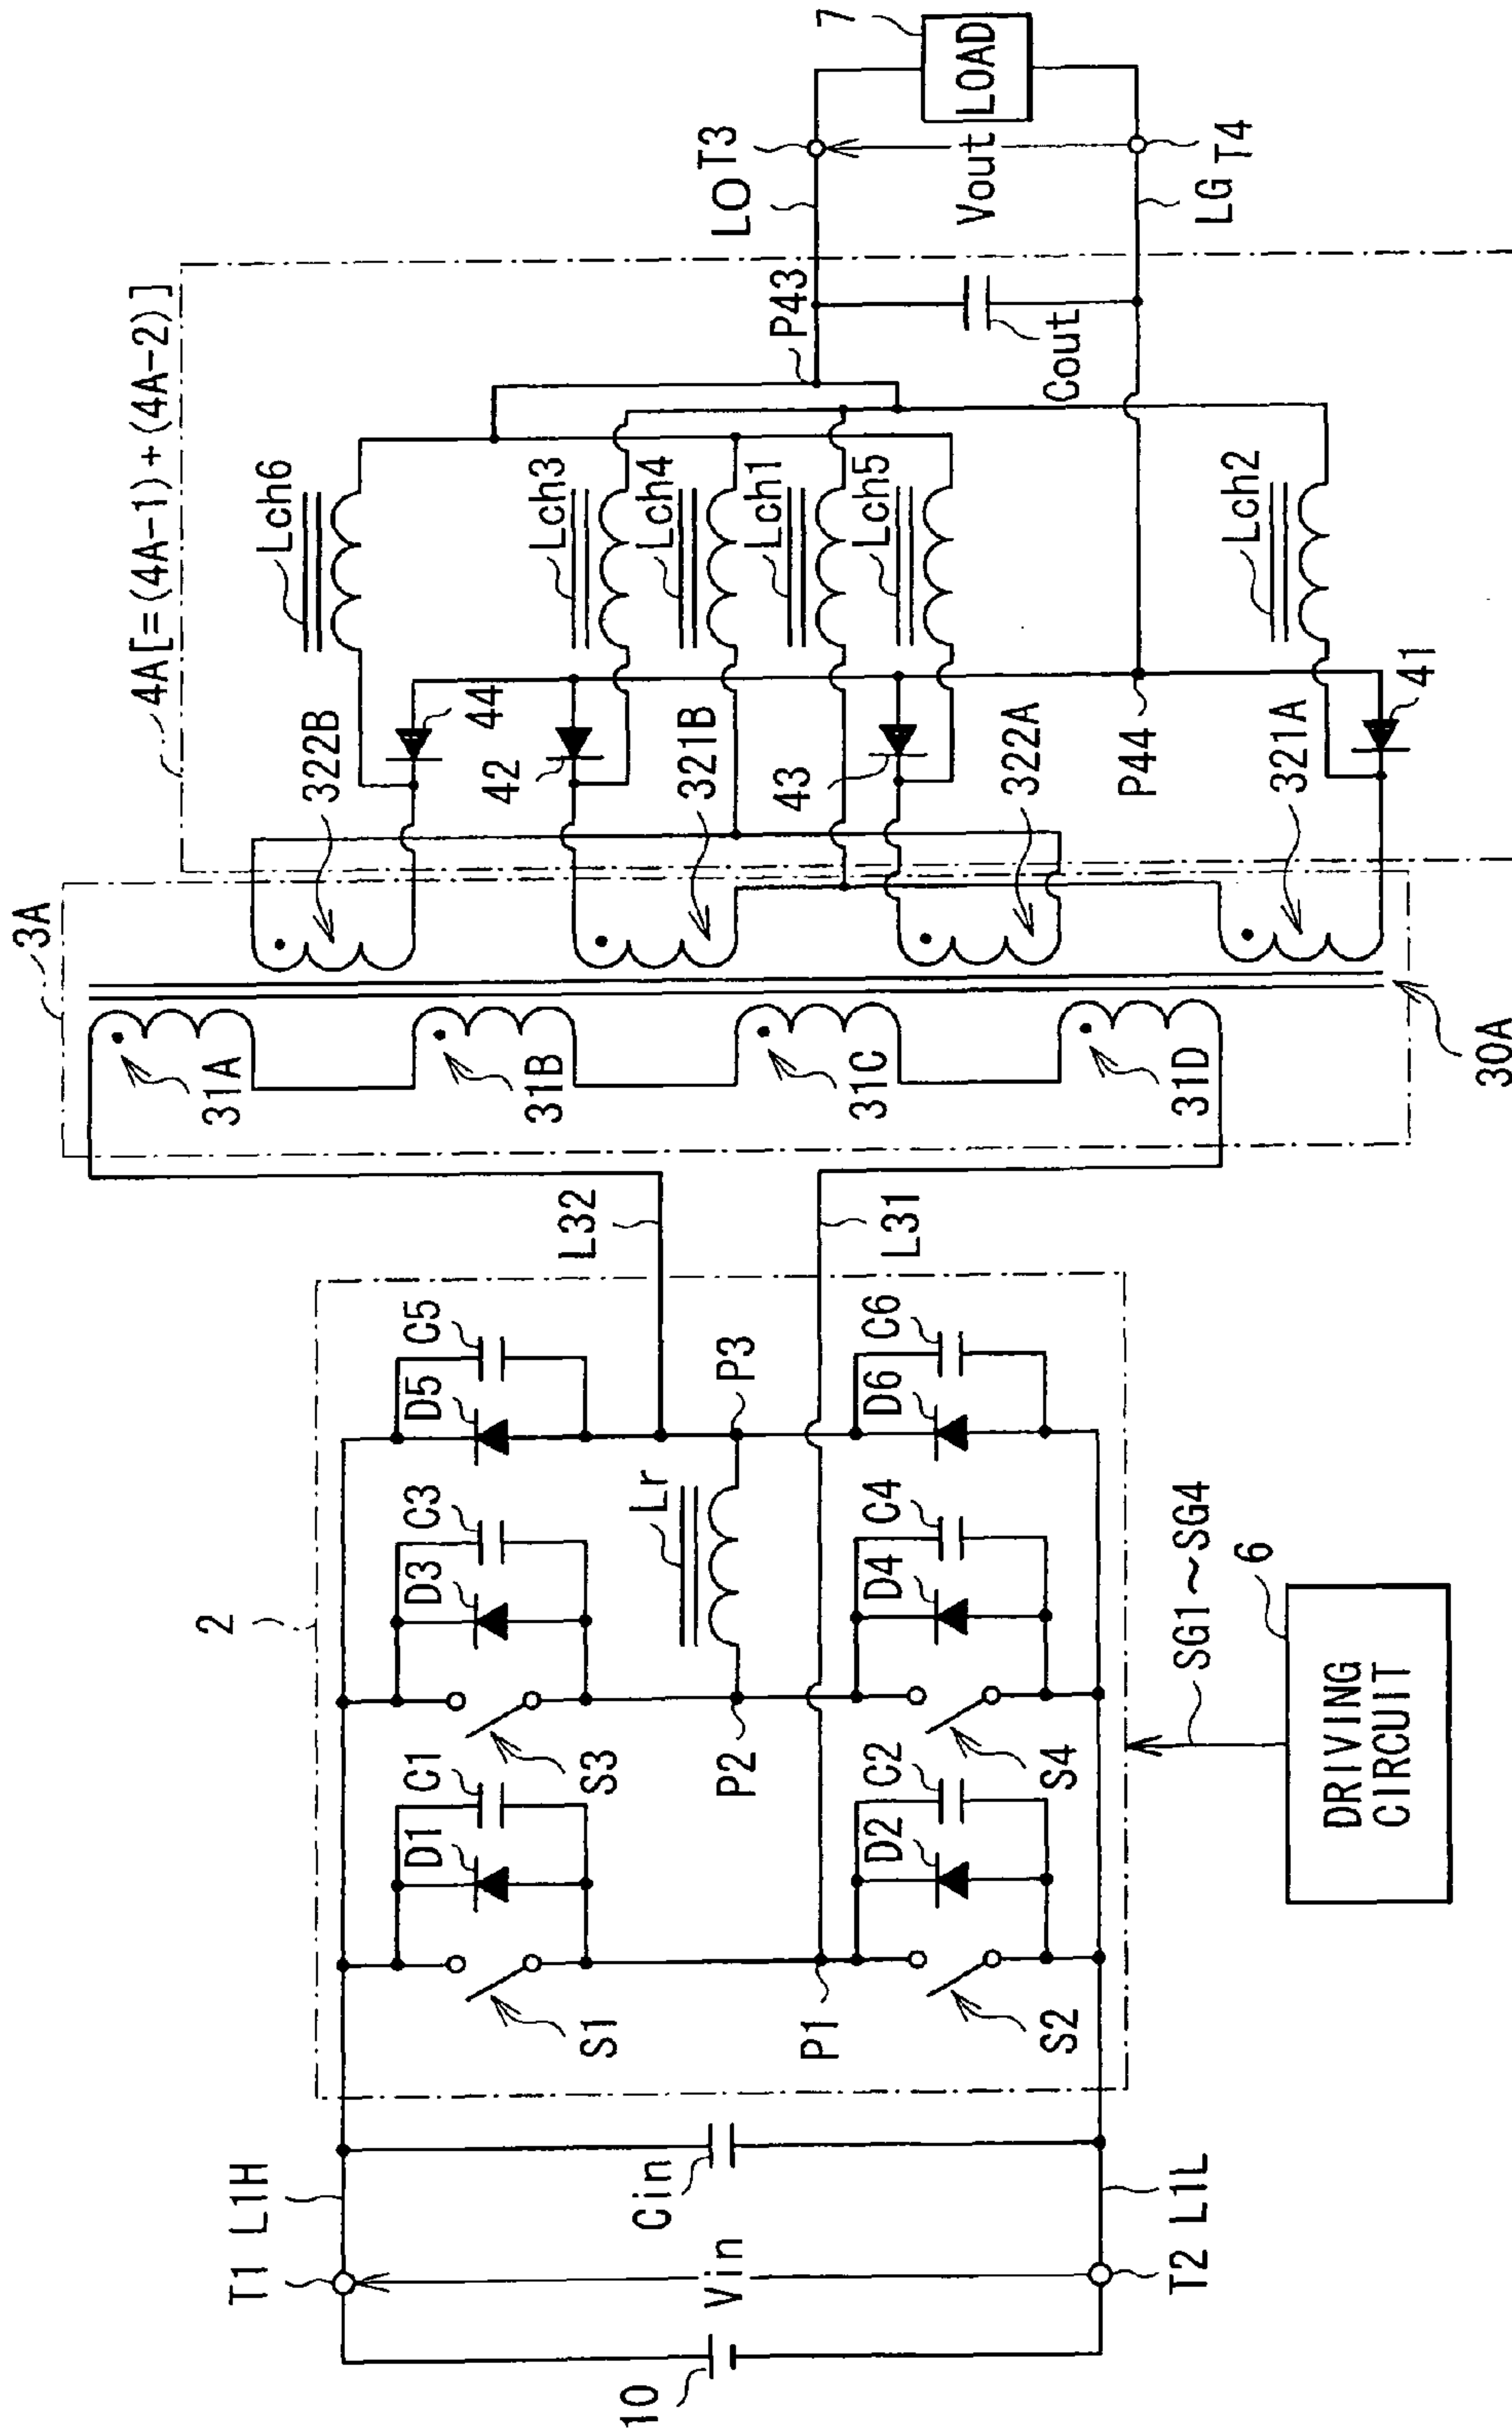 4A[=(4A-1)+(4A-2)]
3A
2
T1
L1H
10
Vin
Cin
T2
L1L
S1
D1
C1
S3
D3
C3
D5
C5
P1
P2
Lr
P3
S2
D2
C2
S4
D4
C4
D6
C6
SG1~SG4
6
DRIVING
CIRCUIT
L32
L31
31A
31B
31C
31D
30A
322B
44
42
321B
43
322A
P44
321A
41
Lch6
Lch3
Lch4
Lch1
Lch5
Lch2
P43
Cout
LO
T3
Vout
LG
T4
7
LOAD